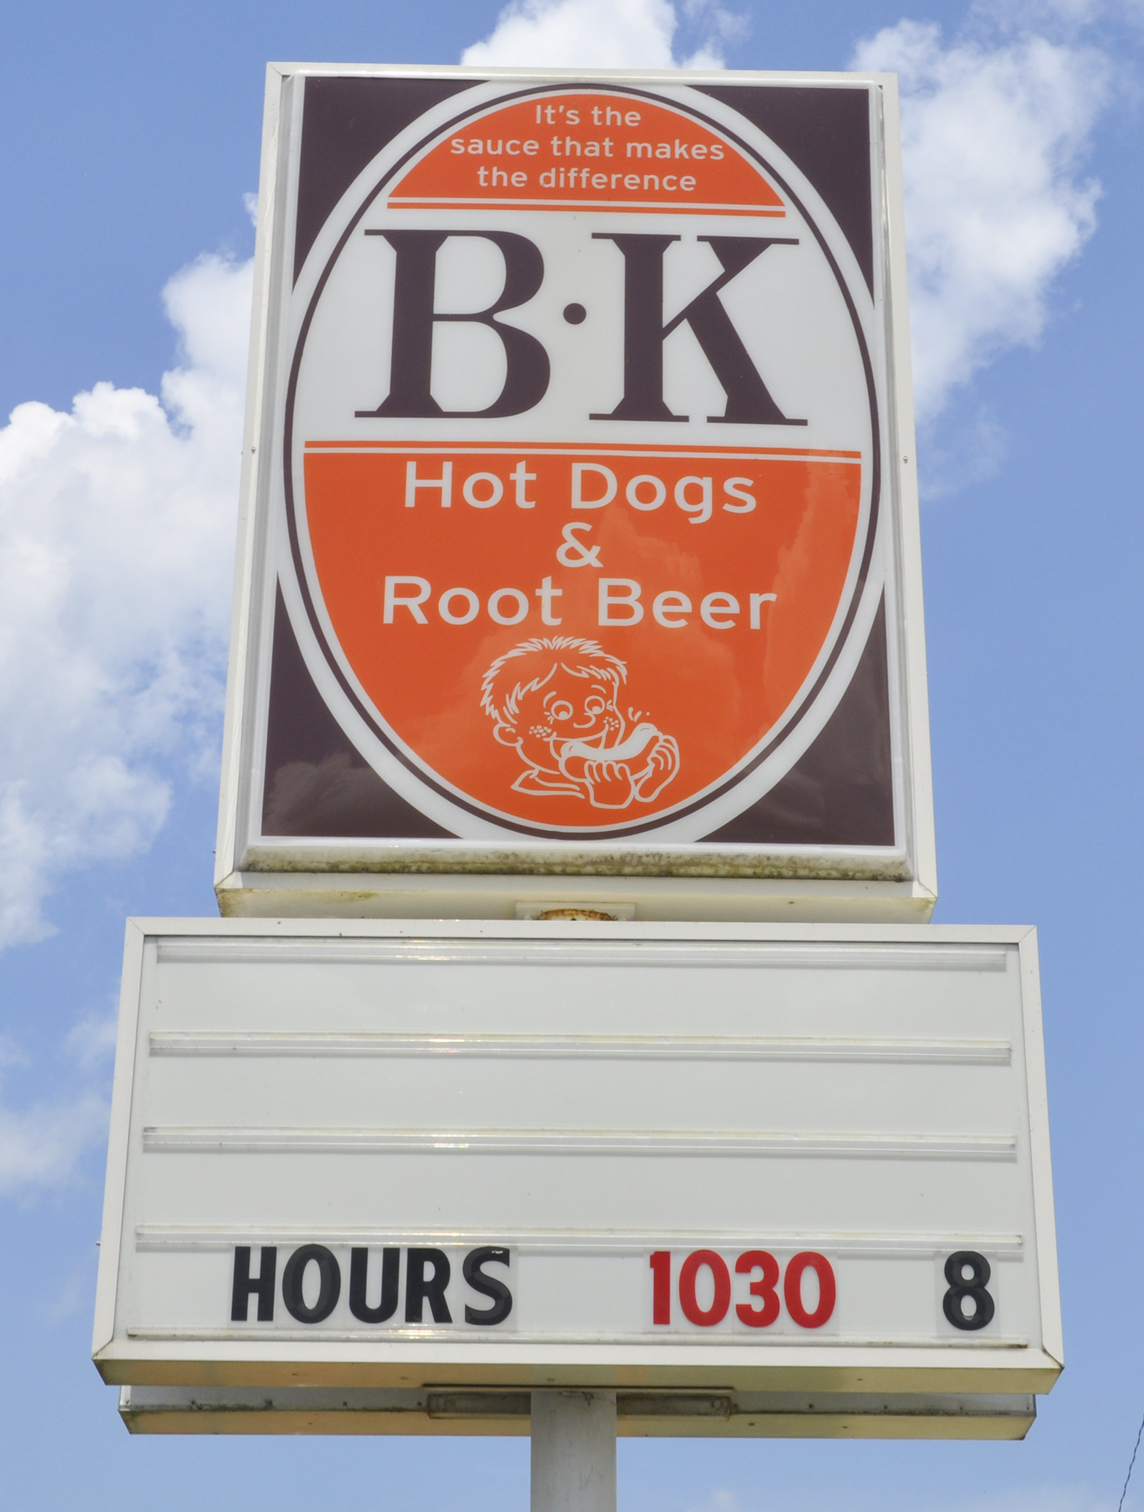 It's the
sauce that makes
the difference
B·K
Hot Dogs
&
Root Beer
HOURS 1030 8